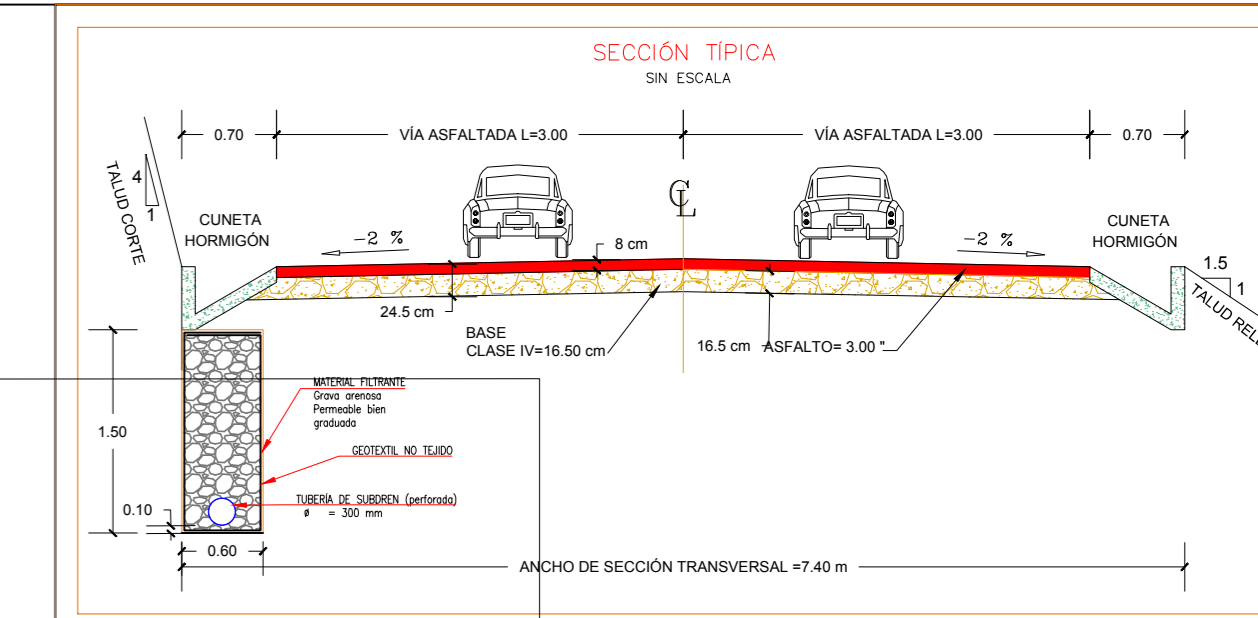 SECCIÓN TÍPICA
SIN ESCALA
0.70
VÍA ASFALTADA L=3.00
VÍA ASFALTADA L=3.00
0.70
TALUD CORTE
4
1
CUNETA
HORMIGÓN
-2 %
8 cm
CL
-2 %
CUNETA
HORMIGÓN
1.5
1
24.5 cm
BASE
CLASE IV=16.50 cm
16.5 cm
ASFALTO= 3.00 "
1.50
MATERIAL FILTRANTE
Grava arenosa
Permeable bien
graduada
GEOTEXTIL NO TEJIDO
TUBERÍA DE SUBDREN (perforada)
ø = 300 mm
0.10
0.60
ANCHO DE SECCIÓN TRANSVERSAL =7.40 m
TALUD RELL